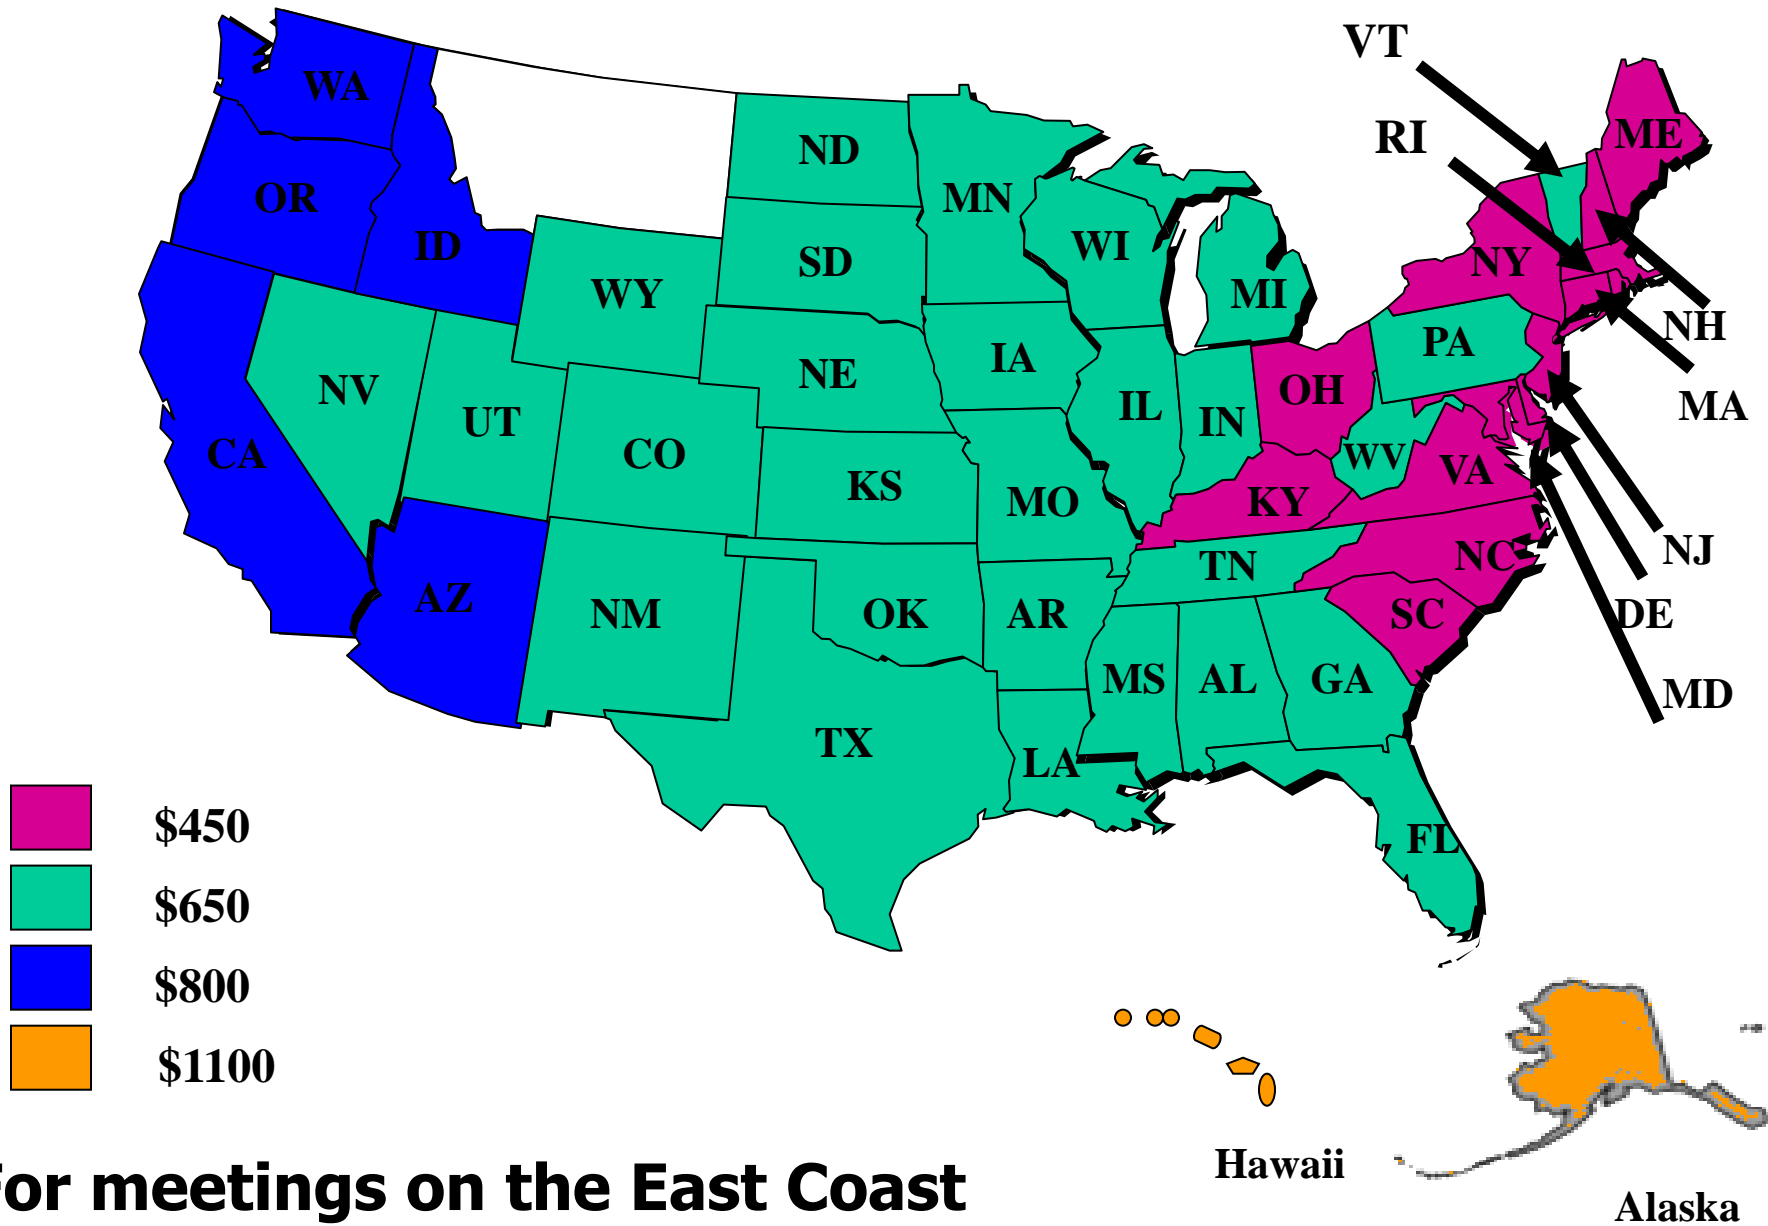 VT
RI
ME
WA
ND
MN
OR
ID
SD
WI
NY
WY
MI
NH
PA
IA
NE
NV
OH
MA
UT
IL
IN
CO
CA
WV
VA
KS
MO
KY
NJ
NC
TN
AZ
NM
OK
AR
SC
DE
MS
AL
GA
MD
TX
LA
FL
$450
$650
$800
$1100
Hawaii
Alaska
For meetings on the East Coast